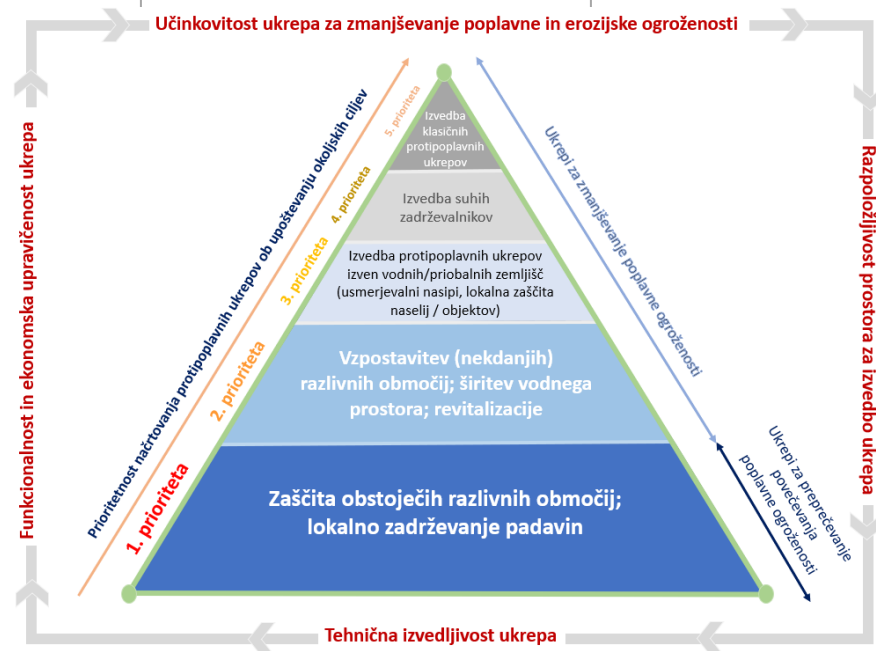 Učinkovitost ukrepa za zmanjševanje poplavne in erozijske ogroženosti
Funkcionalnost in ekonomska upravičenost ukrepa
Prioritetnost načrtovanja protipoplavnih ukrepov ob upoštevanju okoljskih ciljev
5. prioriteta
4. prioriteta
3. prioriteta
2. prioriteta
1. prioriteta
Izvedba
klasičnih
protipoplavnih
ukrepov
Izvedba suhih
zadrževalnikov
Izvedba protipoplavnih ukrepov
izven vodnih/priobalnih zemljišč
(usmerjevalni nasipi, lokalna zaščita
naselij / objektov)
Vzpostavitev (nekdanjih)
razlivnih območij; širitev vodnega
prostora; revitalizacije
Zaščita obstoječih razlivnih območij;
lokalno zadrževanje padavin
Ukrepi za zmanjševanje poplavne ogroženosti
Ukrepi za preprečevanje
povečevanja
poplavne ogroženosti
Razpoložljivost prostora za izvedbo ukrepa
Tehnična izvedljivost ukrepa